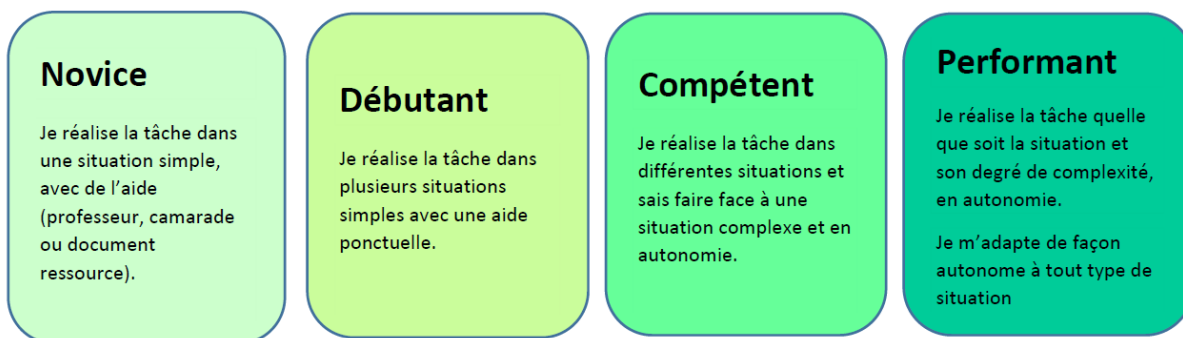 Novice
Je réalise la tâche dans
une situation simple,
avec de l’aide
(professeur, camarade
ou document
ressource).
Débutant
Je réalise la tâche dans
plusieurs situations
simples avec une aide
ponctuelle.
Compétent
Je réalise la tâche dans
différentes situations et
sais faire face à une
situation complexe et en
autonomie.
Performant
Je réalise la tâche quelle
que soit la situation et
son degré de complexité,
en autonomie.
Je m’adapte de façon
autonome à tout type de
situation